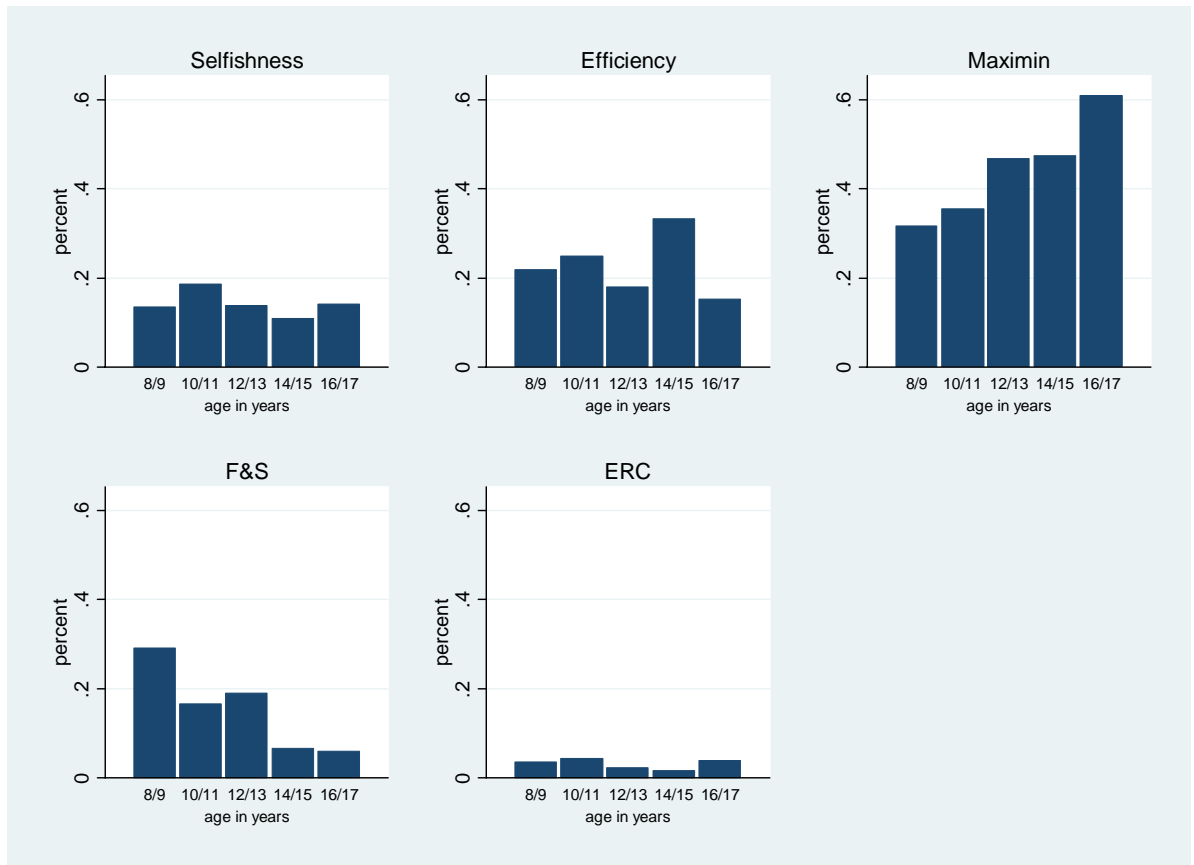 Selfishness
percent
.6
.4
.2
0
8/9 10/11 12/13 14/15 16/17
age in years
Efficiency
percent
.6
.4
.2
0
8/9 10/11 12/13 14/15 16/17
age in years
Maximin
percent
.6
.4
.2
0
8/9 10/11 12/13 14/15 16/17
age in years
F&S
percent
.6
.4
.2
0
8/9 10/11 12/13 14/15 16/17
age in years
ERC
percent
.6
.4
.2
0
8/9 10/11 12/13 14/15 16/17
age in years